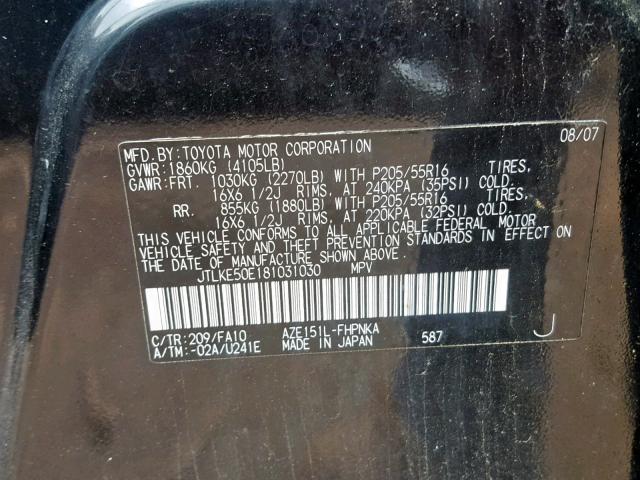 MFD. BY: TOYOTA MOTOR CORPORATION 08/07
GVWR: 1860KG (4105LB)
GAWR: FRT. 1030KG (2270LB) WITH P205/55R16 TIRES,
16X6 1/2J RIMS, AT 240KPA (35PSI) COLD
RR. 855KG (1880LB) WITH P205/55R16 TIRES,
16X6 1/2J RIMS, AT 220KPA (32PSI) COLD
THIS VEHICLE CONFORMS TO ALL APPLICABLE FEDERAL MOTOR
VEHICLE SAFETY AND THEFT PREVENTION STANDARDS IN EFFECT ON
THE DATE OF MANUFACTURE SHOWN ABOVE.
JTLKE50E181031030 MPV
C/TR: 209/FA10 AZE151L-FHPNKA
A/TM: -02A/U241E MADE IN JAPAN 587 J